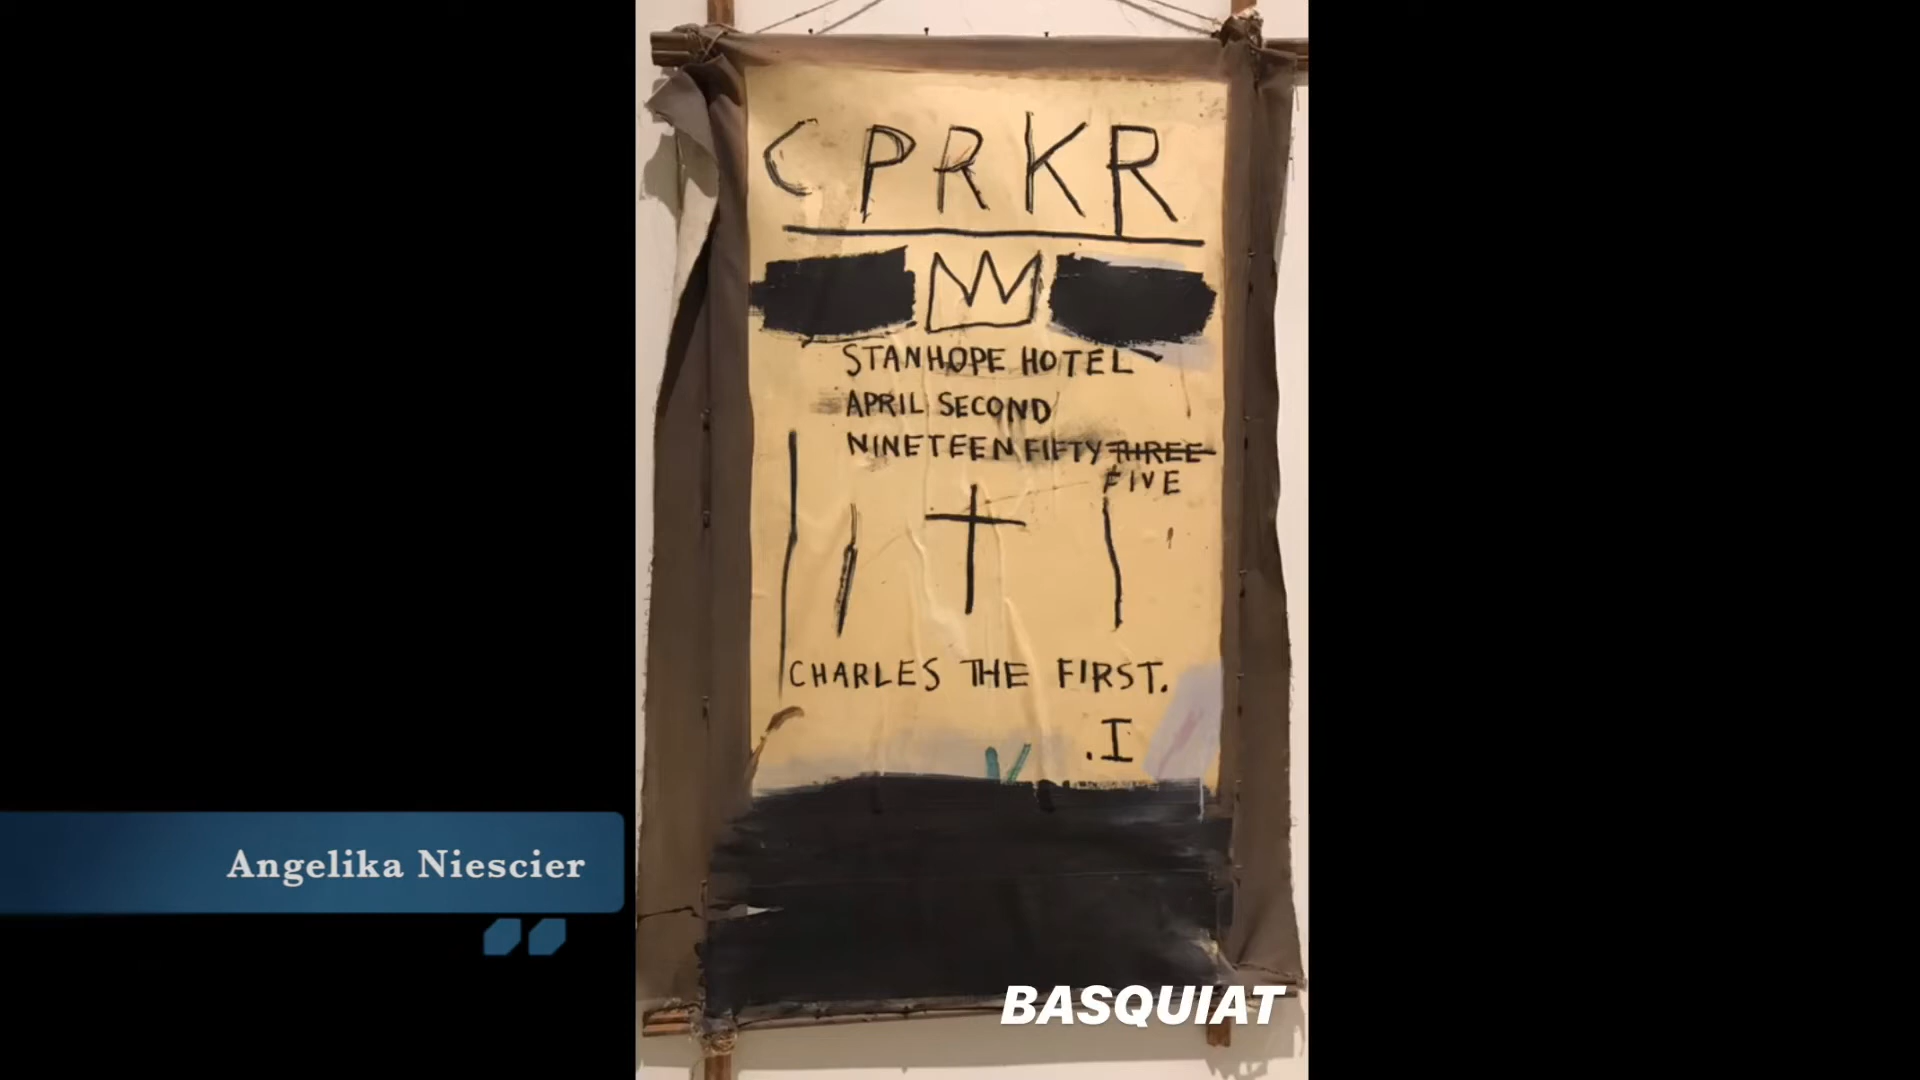 CPRKR
STANHOPE HOTEL
APRIL SECOND
NINETEEN FIFTY THREE
FIVE
CHARLES THE FIRST.
.I
Angelika Niescier
BASQUIAT